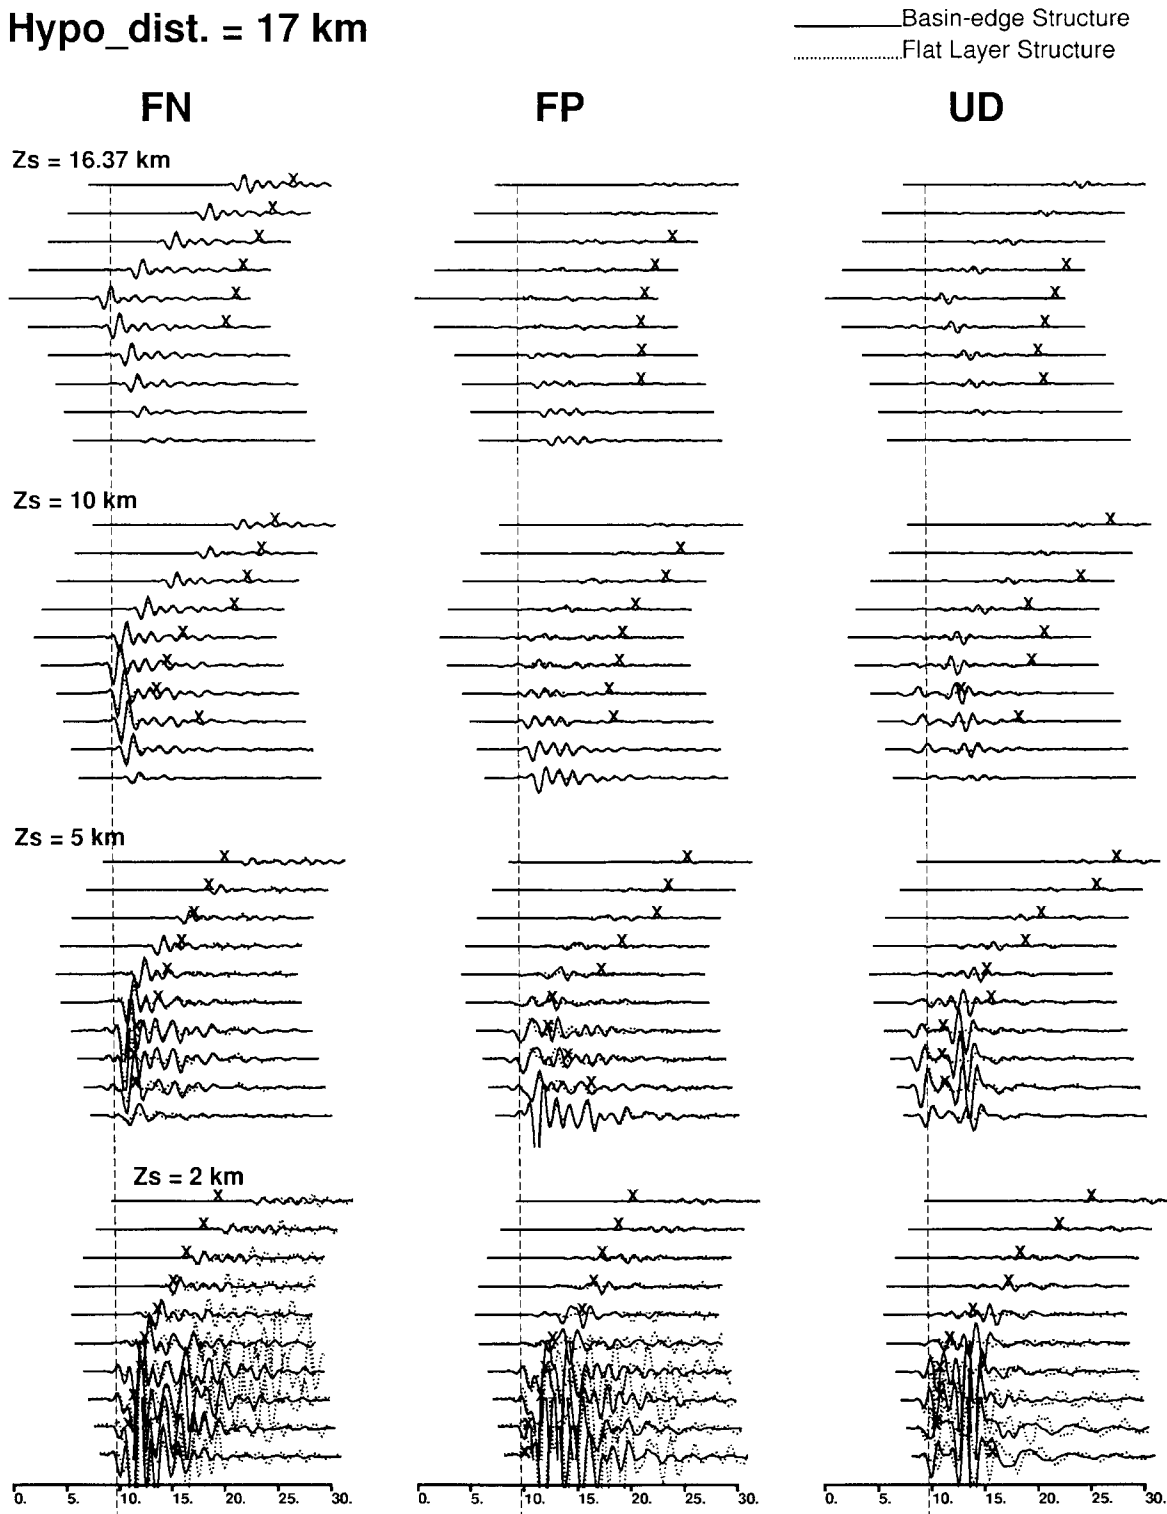 Hypo_dist. = 17 km
Basin-edge Structure
Flat Layer Structure
FN FP UD
Zs = 16.37 km
Zs = 10 km
Zs = 5 km
Zs = 2 km
0. 5. 10. 15. 20. 25. 30. 0. 5. 10. 15. 20. 25. 30. 0. 5. 10. 15. 20. 25. 30.